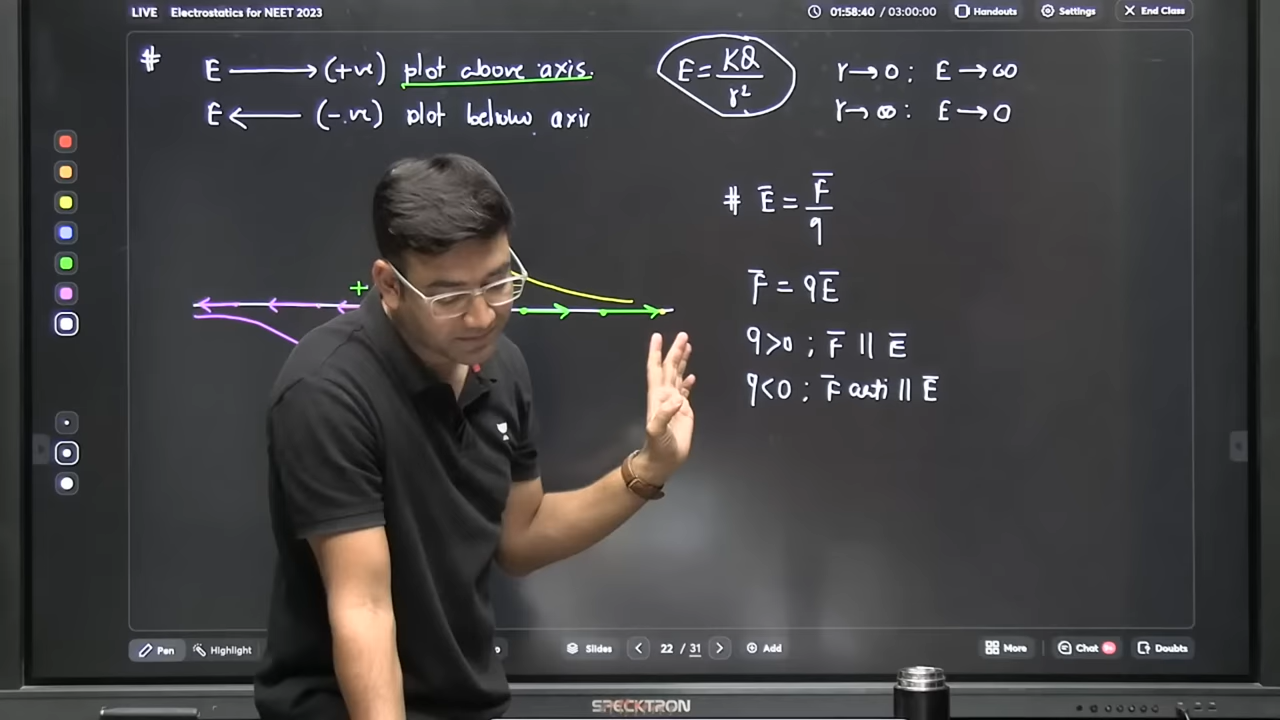 LIVE Electrostatics for NEET 2023 01:58:40 / 03:00:00 Handouts Settings End Class
# E ⟶ (+ve) plot above axis.
E ⟵ (-ve) plot below axis
E = KQ/r²
r → 0 : E → ∞
r → ∞ : E → 0
# E̅ = F̅/q
F̅ = qE̅
q>0 ; F̅ || E̅
q<0 ; F̅ anti || E̅
+
Pen Highlight Slides < 22 / 31 > Add More Chat Doubts
SPECKTRON